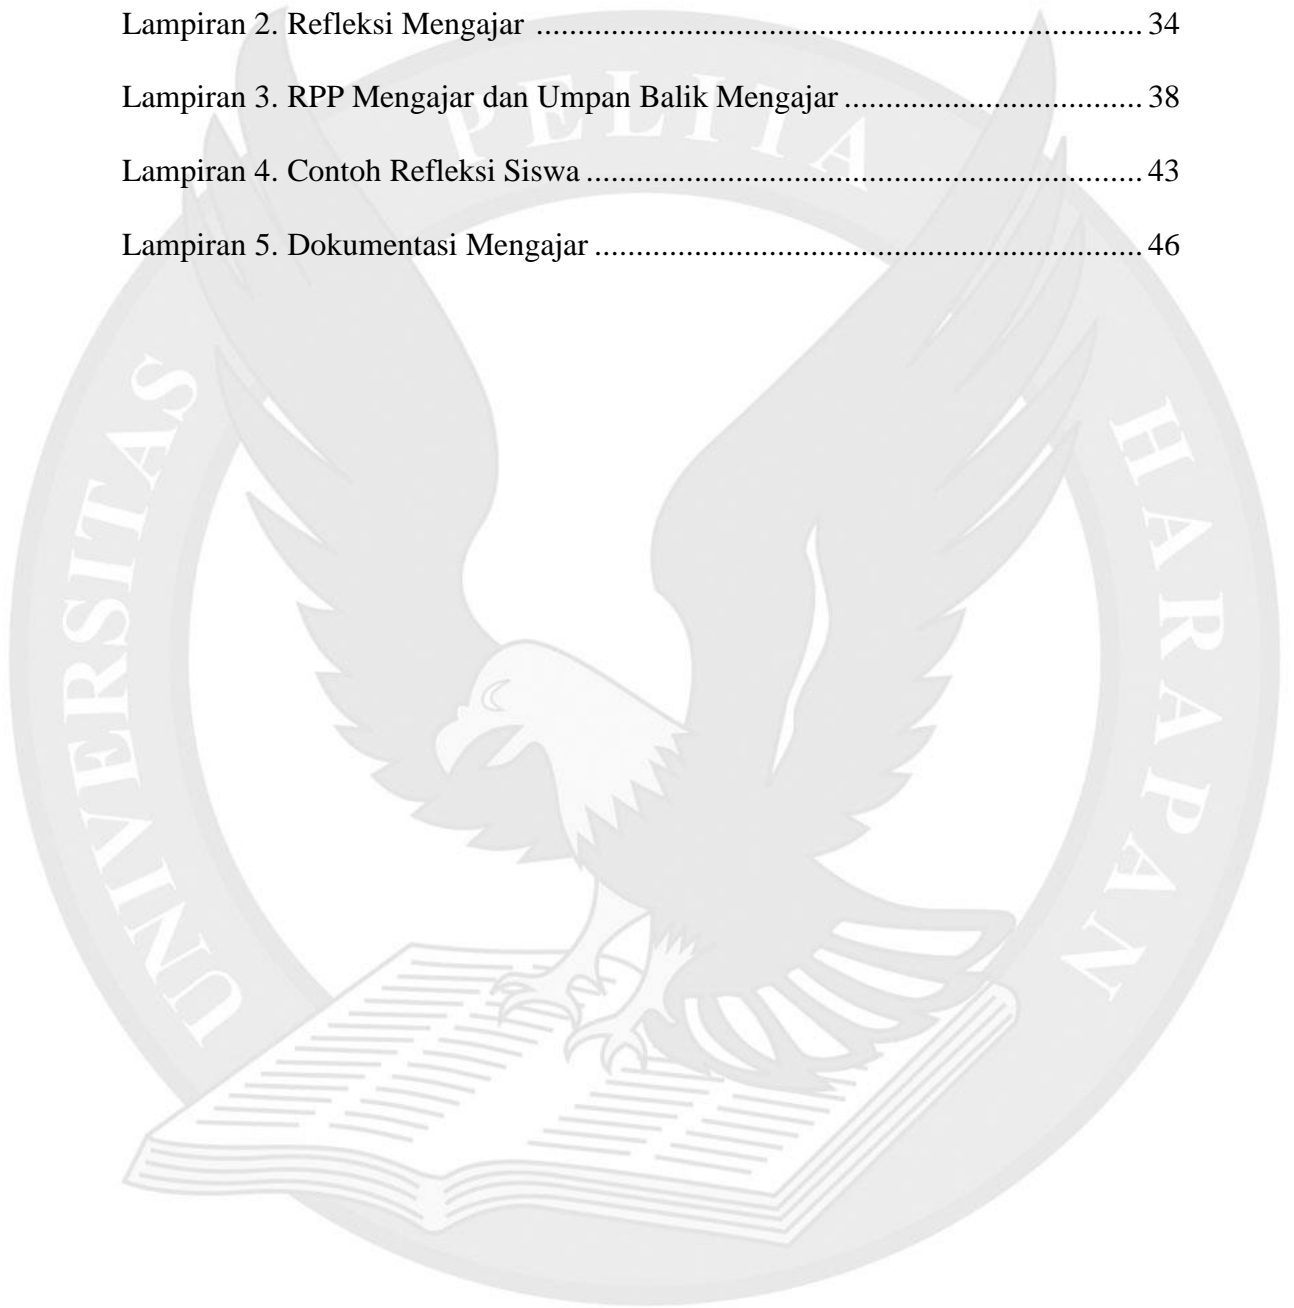 Lampiran 2. Refleksi Mengajar ......................................................................... 34
Lampiran 3. RPP Mengajar dan Umpan Balik Mengajar .................................... 38
Lampiran 4. Contoh Refleksi Siswa ................................................................... 43
Lampiran 5. Dokumentasi Mengajar .................................................................. 46
UNIVERSITAS PELITA HARAPAN